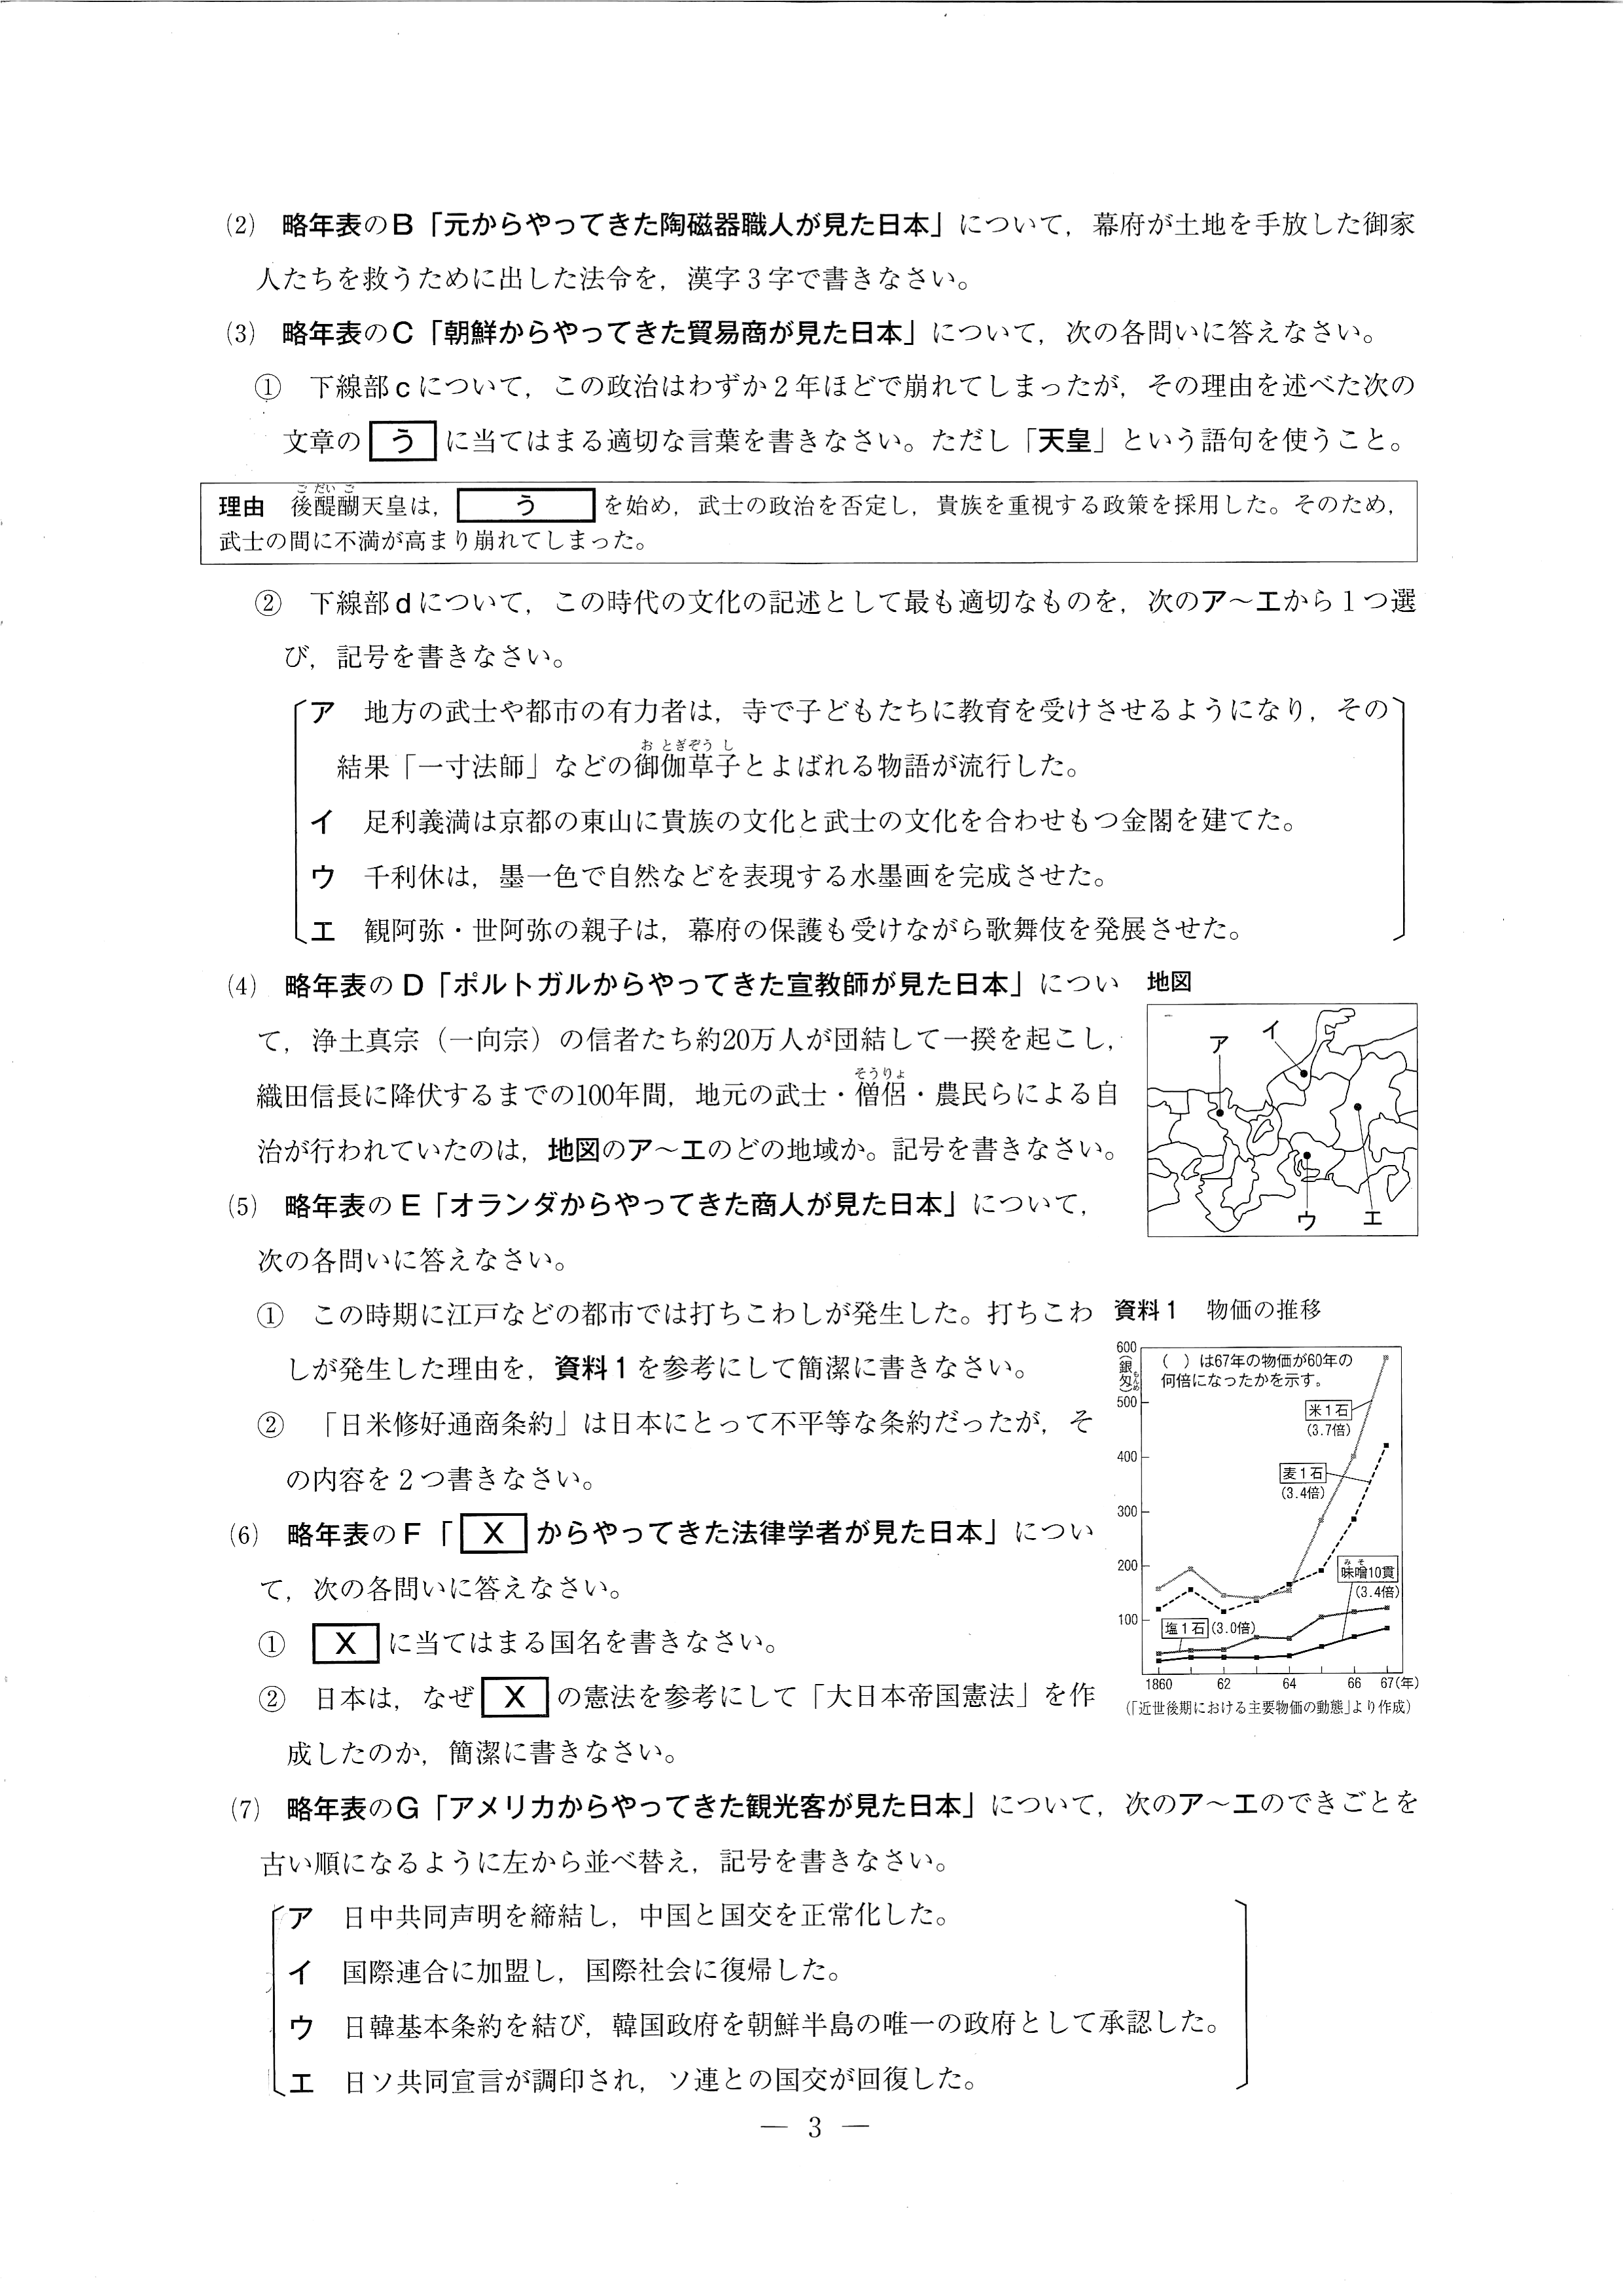 (2) 略年表のB「元からやってきた陶磁器職人が見た日本」について，幕府が土地を手放した御家
人たちを救うために出した法令を，漢字3字で書きなさい。
(3) 略年表のC「朝鮮からやってきた貿易商が見た日本」について，次の各問いに答えなさい。
① 下線部cについて，この政治はわずか2年ほどで崩れてしまったが，その理由を述べた次の
文章の う に当てはまる適切な言葉を書きなさい。ただし「天皇」という語句を使うこと。
ごだいご
理由 後醍醐天皇は， う を始め，武士の政治を否定し，貴族を重視する政策を採用した。そのため，
武士の間に不満が高まり崩れてしまった。
② 下線部dについて，この時代の文化の記述として最も適切なものを，次のア〜エから1つ選
び，記号を書きなさい。
ア 地方の武士や都市の有力者は，寺で子どもたちに教育を受けさせるようになり，その
おとぎぞうし
結果「一寸法師」などの御伽草子とよばれる物語が流行した。
イ 足利義満は京都の東山に貴族の文化と武士の文化を合わせもつ金閣を建てた。
ウ 千利休は，墨一色で自然などを表現する水墨画を完成させた。
エ 観阿弥・世阿弥の親子は，幕府の保護も受けながら歌舞伎を発展させた。
(4) 略年表のD「ポルトガルからやってきた宣教師が見た日本」につい
て，浄土真宗（一向宗）の信者たち約20万人が団結して一揆を起こし，
そうりょ
織田信長に降伏するまでの100年間，地元の武士・僧侶・農民らによる自
治が行われていたのは，地図のア〜エのどの地域か。記号を書きなさい。
地図
ア
イ
ウ
エ
(5) 略年表のE「オランダからやってきた商人が見た日本」について，
次の各問いに答えなさい。
① この時期に江戸などの都市では打ちこわしが発生した。打ちこわ
しが発生した理由を，資料1を参考にして簡潔に書きなさい。
② 「日米修好通商条約」は日本にとって不平等な条約だったが，そ
の内容を2つ書きなさい。
資料1 物価の推移
600
(銀匁)
もんめ
500
400
300
200
100
（ ）は67年の物価が60年の
何倍になったかを示す。
米1石
(3.7倍)
麦1石
(3.4倍)
みそ
味噌10貫
(3.4倍)
塩1石(3.0倍)
1860 62 64 66 67(年)
(「近世後期における主要物価の動態」より作成)
(6) 略年表のF「 X からやってきた法律学者が見た日本」につい
て，次の各問いに答えなさい。
① X に当てはまる国名を書きなさい。
② 日本は，なぜ X の憲法を参考にして「大日本帝国憲法」を作
成したのか，簡潔に書きなさい。
(7) 略年表のG「アメリカからやってきた観光客が見た日本」について，次のア〜エのできごとを
古い順になるように左から並べ替え，記号を書きなさい。
ア 日中共同声明を締結し，中国と国交を正常化した。
イ 国際連合に加盟し，国際社会に復帰した。
ウ 日韓基本条約を結び，韓国政府を朝鮮半島の唯一の政府として承認した。
エ 日ソ共同宣言が調印され，ソ連との国交が回復した。
― 3 ―